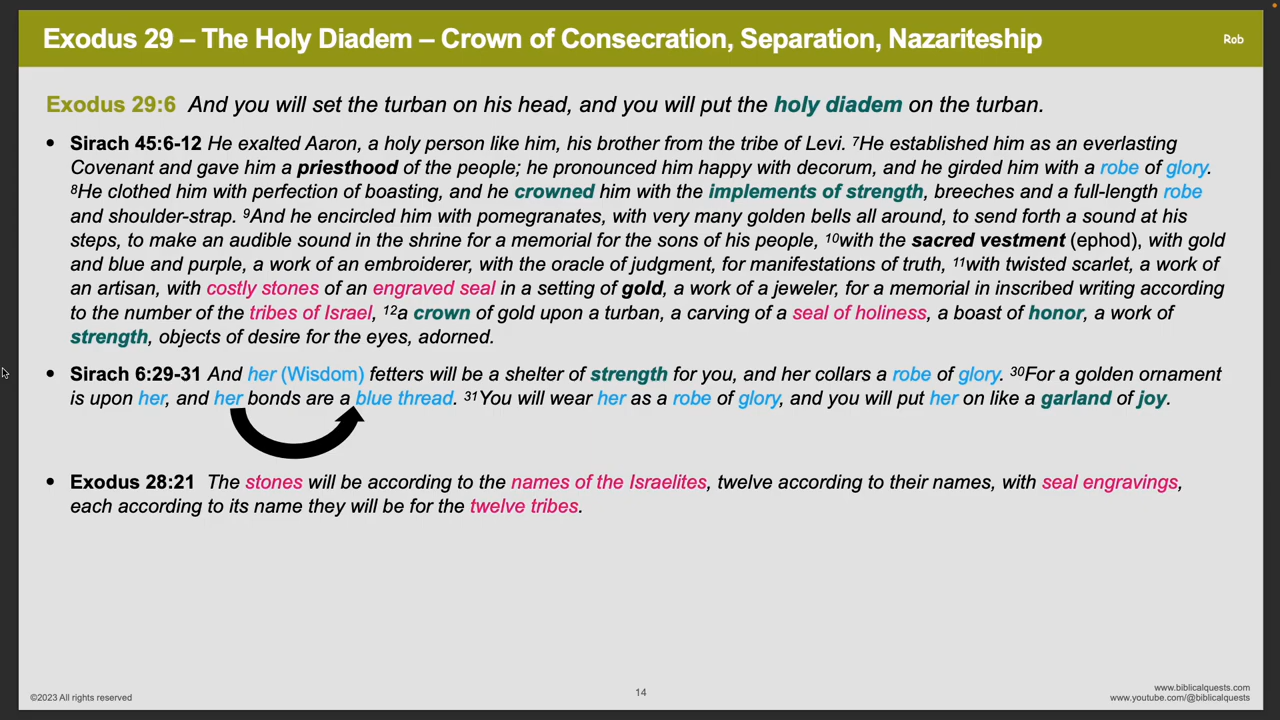 Exodus 29 – The Holy Diadem – Crown of Consecration, Separation, Nazariteship
Rob
Exodus 29:6 And you will set the turban on his head, and you will put the holy diadem on the turban.
• Sirach 45:6-12 He exalted Aaron, a holy person like him, his brother from the tribe of Levi. ⁷He established him as an everlasting
Covenant and gave him a priesthood of the people; he pronounced him happy with decorum, and he girded him with a robe of glory.
⁸He clothed him with perfection of boasting, and he crowned him with the implements of strength, breeches and a full-length robe
and shoulder-strap. ⁹And he encircled him with pomegranates, with very many golden bells all around, to send forth a sound at his
steps, to make an audible sound in the shrine for a memorial for the sons of his people, ¹⁰with the sacred vestment (ephod), with gold
and blue and purple, a work of an embroiderer, with the oracle of judgment, for manifestations of truth, ¹¹with twisted scarlet, a work of
an artisan, with costly stones of an engraved seal in a setting of gold, a work of a jeweler, for a memorial in inscribed writing according
to the number of the tribes of Israel, ¹²a crown of gold upon a turban, a carving of a seal of holiness, a boast of honor, a work of
strength, objects of desire for the eyes, adorned.
• Sirach 6:29-31 And her (Wisdom) fetters will be a shelter of strength for you, and her collars a robe of glory. ³⁰For a golden ornament
is upon her, and her bonds are a blue thread. ³¹You will wear her as a robe of glory, and you will put her on like a garland of joy.
• Exodus 28:21 The stones will be according to the names of the Israelites, twelve according to their names, with seal engravings,
each according to its name they will be for the twelve tribes.
©2023 All rights reserved
14
www.biblicalquests.com
www.youtube.com/@biblicalquests